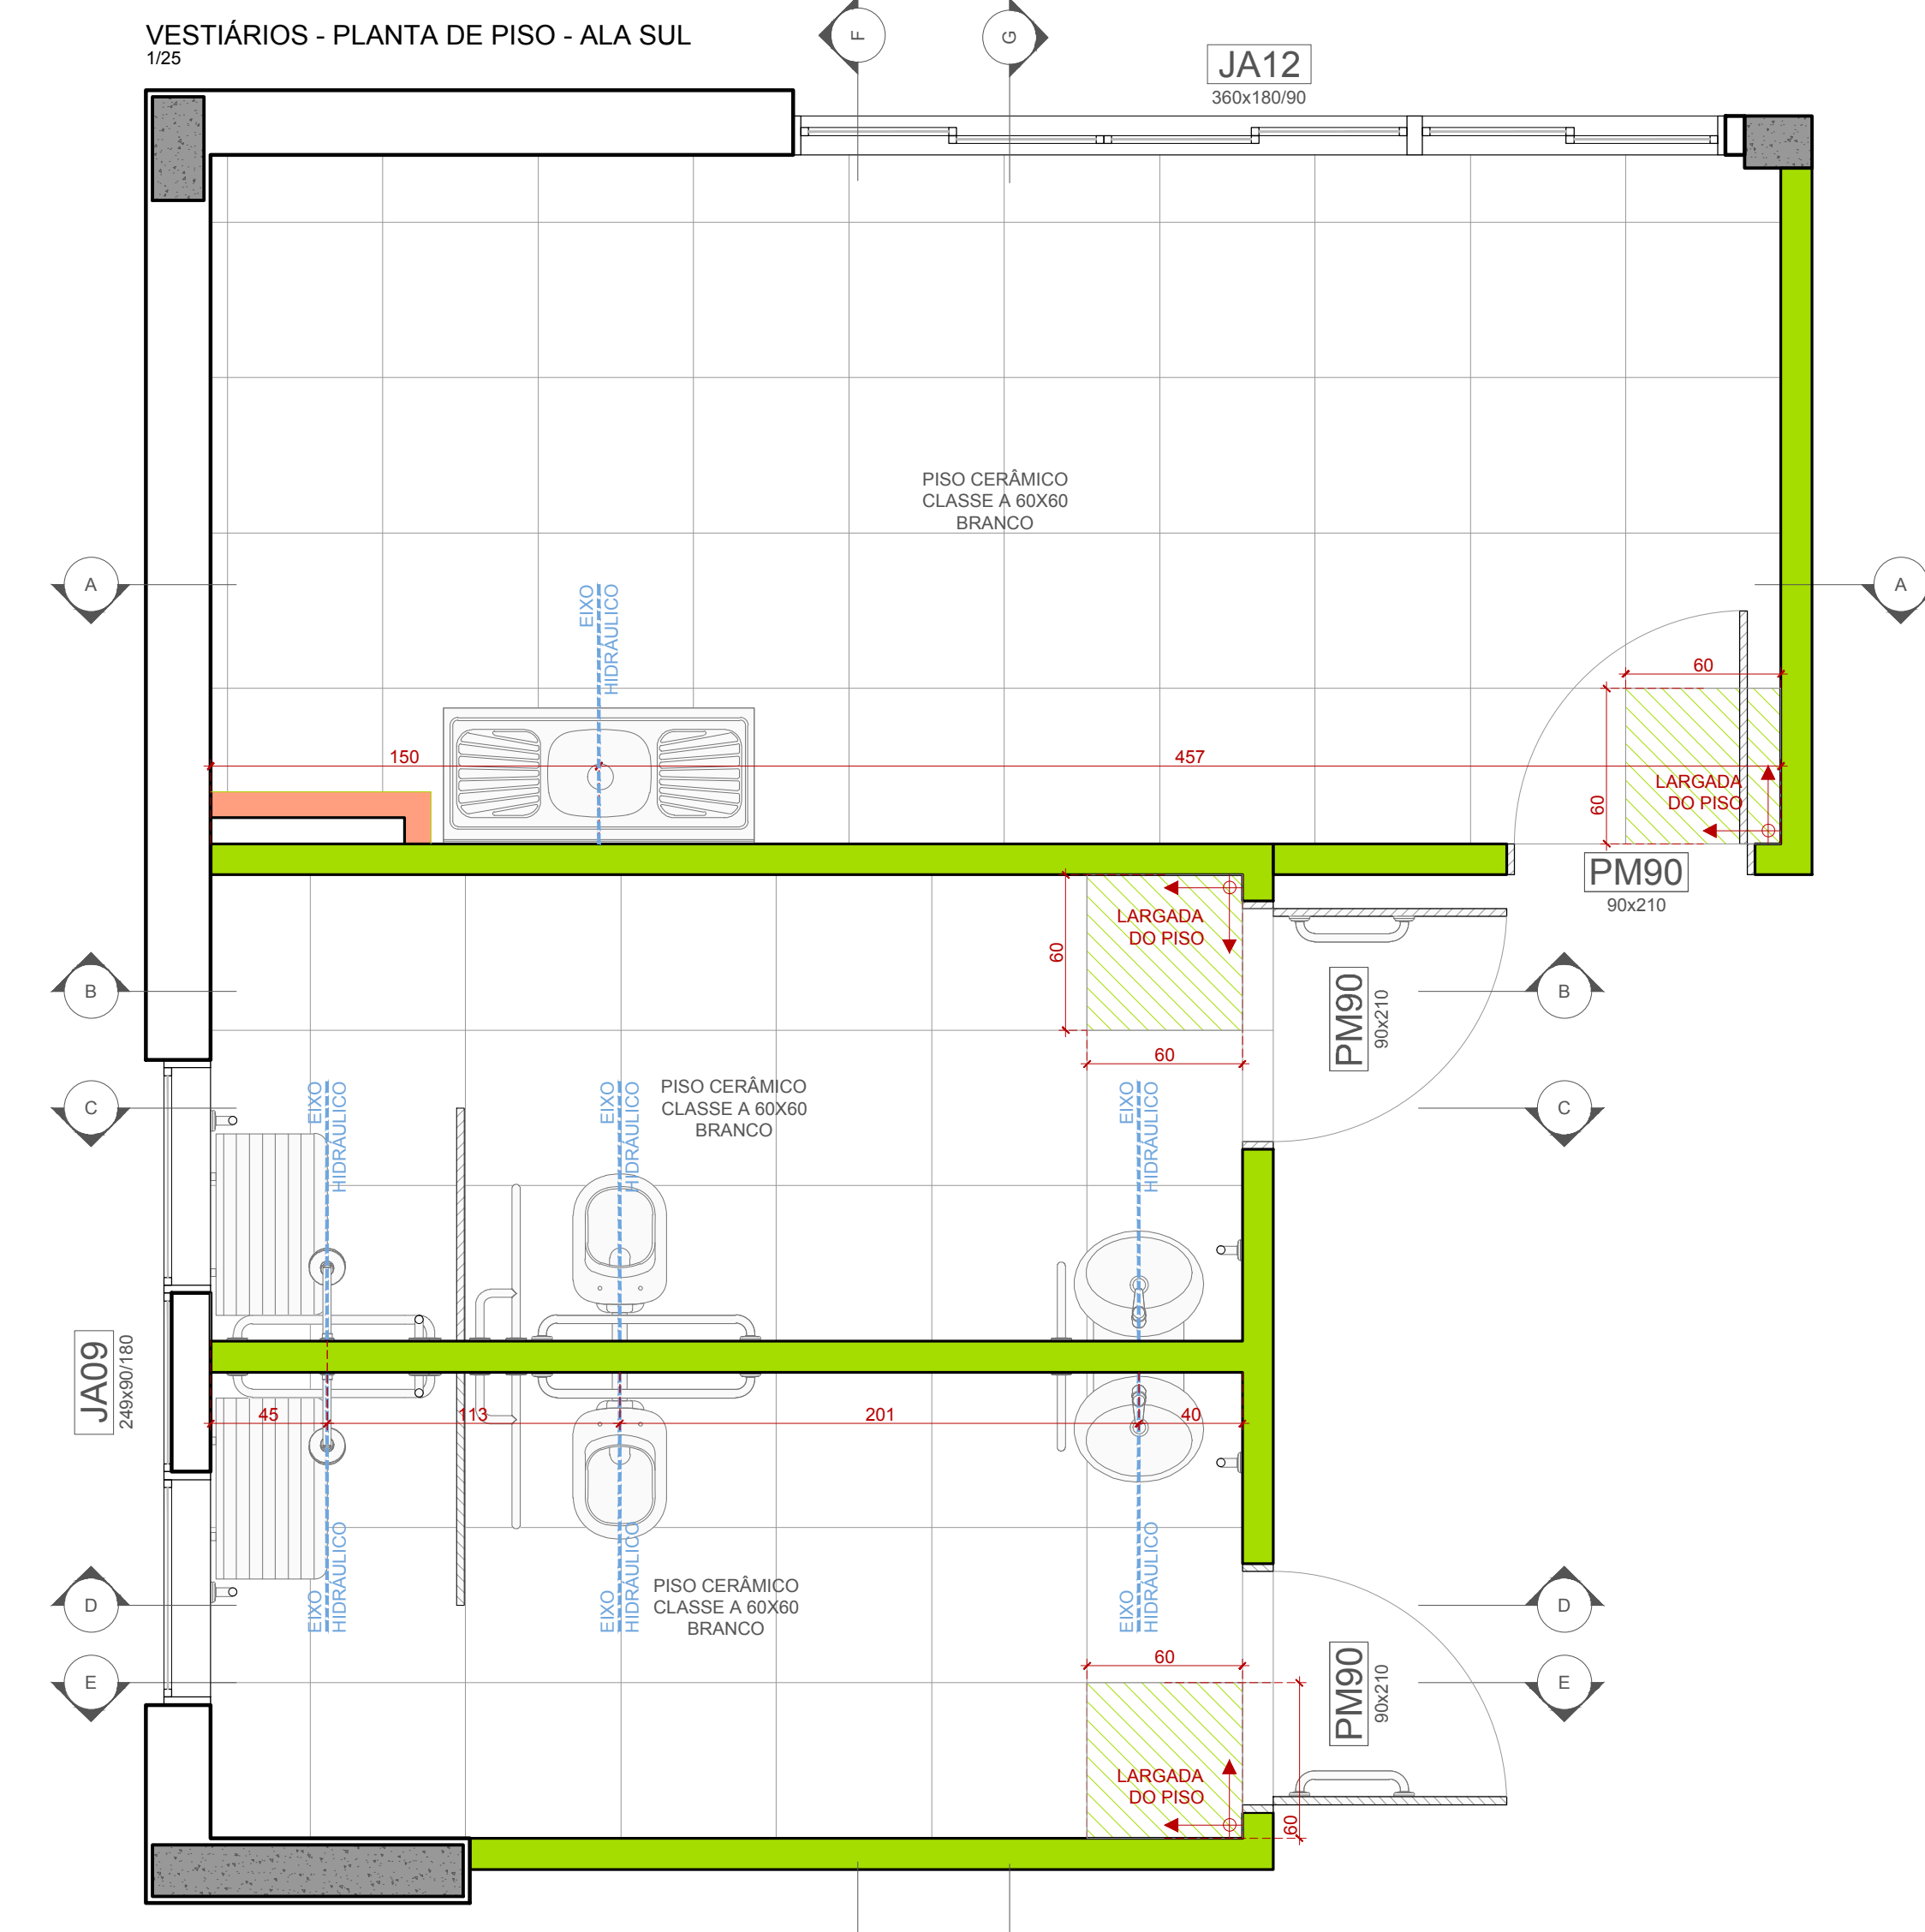 VESTIÁRIOS - PLANTA DE PISO - ALA SUL
1/25
F
G
JA12
360x180/90
PISO CERÂMICO
CLASSE A 60X60
BRANCO
A
A
EIXO
HIDRÁULICO
60
150
457
60
LARGADA
DO PISO
PM90
90x210
LARGADA
DO PISO
60
60
B
PM90
90x210
B
PISO CERÂMICO
CLASSE A 60X60
BRANCO
C
EIXO
HIDRÁULICO
EIXO
HIDRÁULICO
EIXO
HIDRÁULICO
C
JA09
249x90/180
45
113
201
40
EIXO
HIDRÁULICO
EIXO
HIDRÁULICO
EIXO
HIDRÁULICO
D
PISO CERÂMICO
CLASSE A 60X60
BRANCO
D
60
E
PM90
90x210
E
LARGADA
DO PISO
60